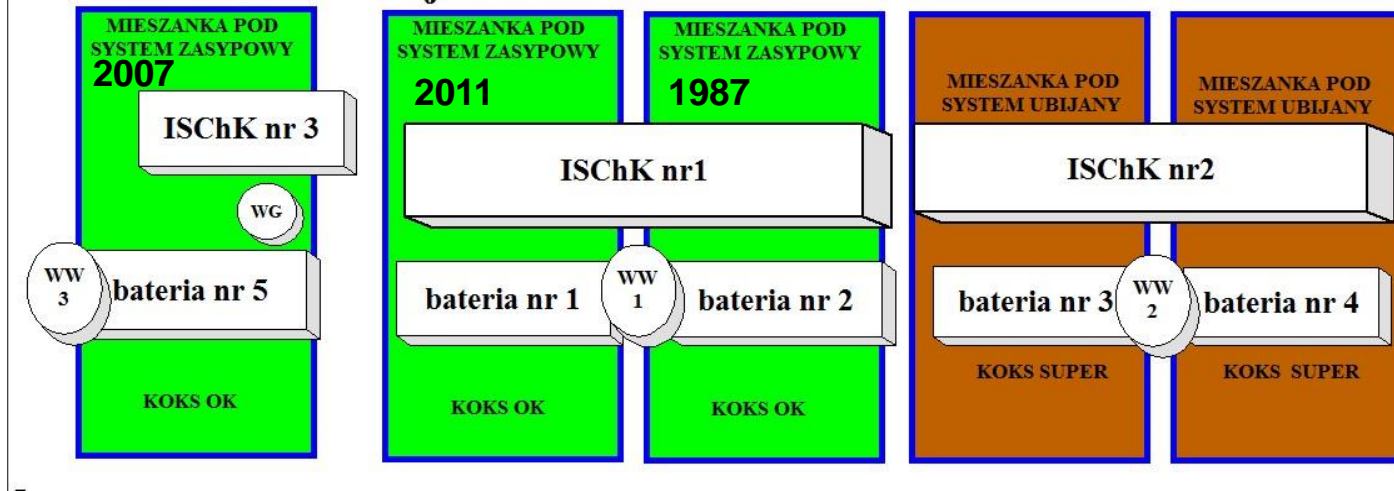 MIESZANKA POD
SYSTEM ZASYPOWY
2007
ISChK nr 3
WG
WW
3
bateria nr 5
KOKS OK
MIESZANKA POD
SYSTEM ZASYPOWY
2011
MIESZANKA POD
SYSTEM ZASYPOWY
1987
ISChK nr1
bateria nr 1
WW
1
bateria nr 2
KOKS OK
KOKS OK
MIESZANKA POD
SYSTEM UBIJANY
MIESZANKA POD
SYSTEM UBIJANY
ISChK nr2
bateria nr 3
WW
2
bateria nr 4
KOKS SUPER
KOKS SUPER